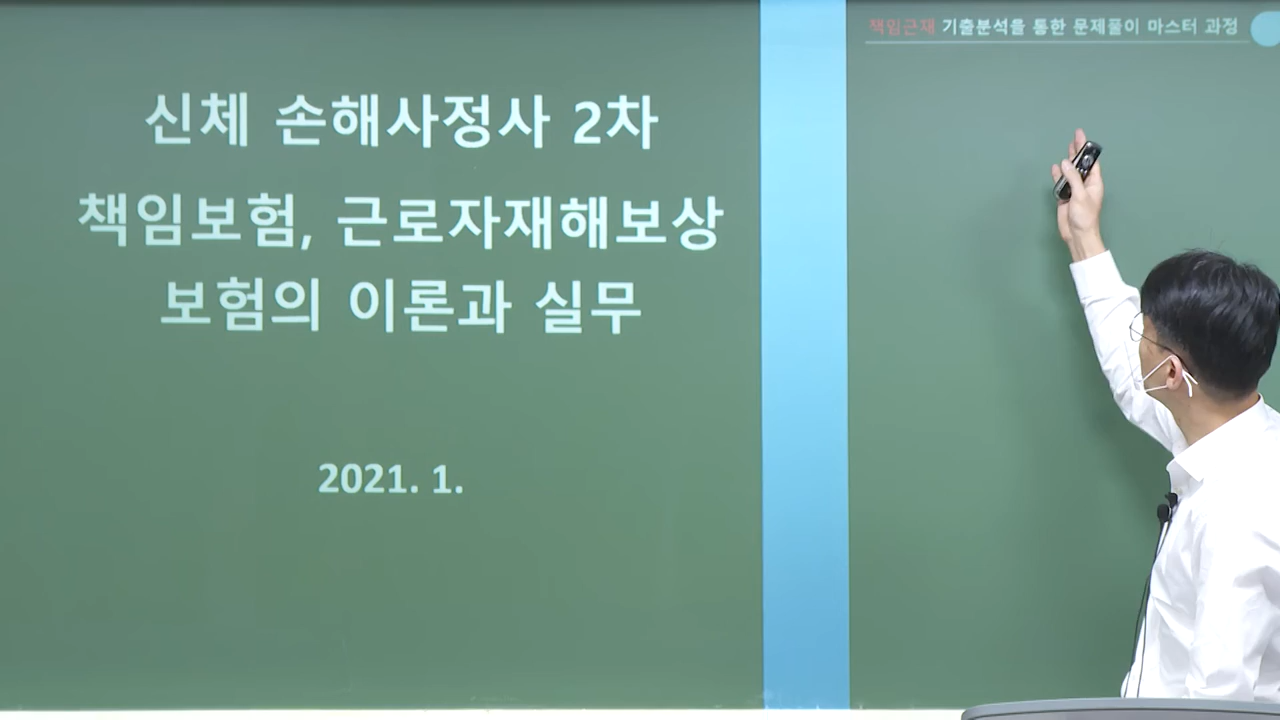 신체 손해사정사 2차
책임보험, 근로자재해보상
보험의 이론과 실무
2021. 1.
책임근재 기출분석을 통한 문제풀이 마스터 과정